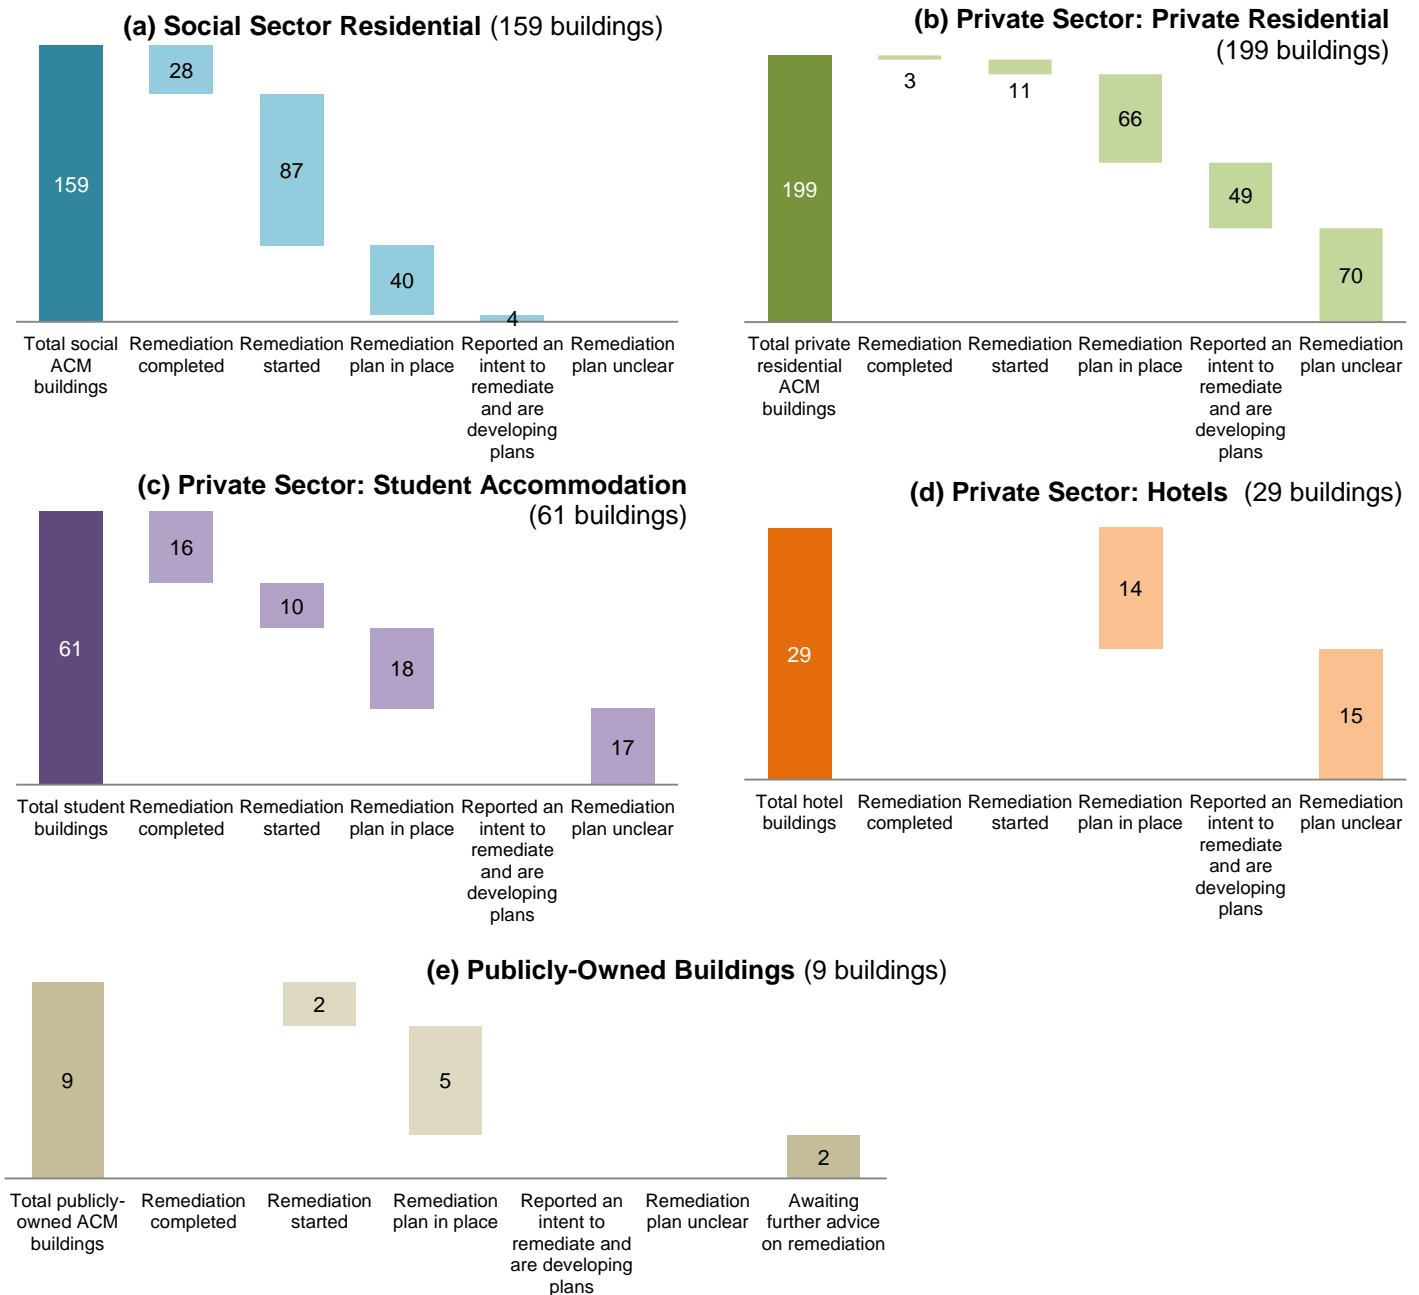 (a) Social Sector Residential (159 buildings)
159
28
87
40
4
Total social
ACM
buildings
Remediation
completed
Remediation
started
Remediation
plan in place
Reported an
intent to
remediate
and are
developing
plans
Remediation
plan unclear
(b) Private Sector: Private Residential
(199 buildings)
199
3
11
66
49
70
Total private
residential
ACM
buildings
Remediation
completed
Remediation
started
Remediation
plan in place
Reported an
intent to
remediate
and are
developing
plans
Remediation
plan unclear
(c) Private Sector: Student Accommodation
(61 buildings)
61
16
10
18
17
Total student
buildings
Remediation
completed
Remediation
started
Remediation
plan in place
Reported an
intent to
remediate
and are
developing
plans
Remediation
plan unclear
(d) Private Sector: Hotels (29 buildings)
29
14
15
Total hotel
buildings
Remediation
completed
Remediation
started
Remediation
plan in place
Reported an
intent to
remediate
and are
developing
plans
Remediation
plan unclear
(e) Publicly-Owned Buildings (9 buildings)
9
2
5
2
Total publicly-
owned ACM
buildings
Remediation
completed
Remediation
started
Remediation
plan in place
Reported an
intent to
remediate and
are developing
plans
Remediation
plan unclear
Awaiting
further advice
on remediation